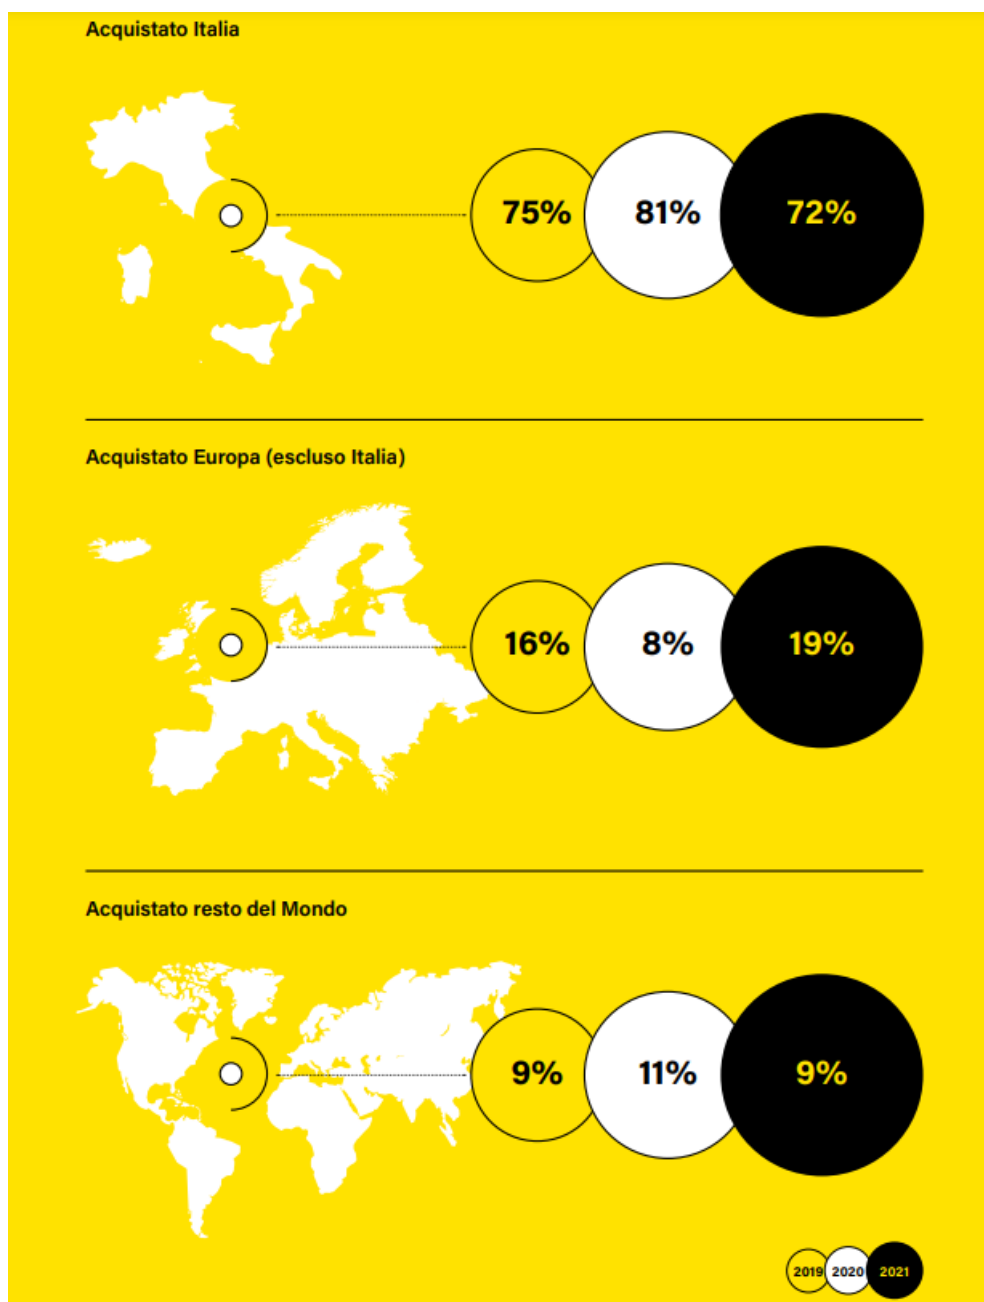 Acquistato Italia
75% 81% 72%
Acquistato Europa (escluso Italia)
16% 8% 19%
Acquistato resto del Mondo
9% 11% 9%
2019 2020 2021